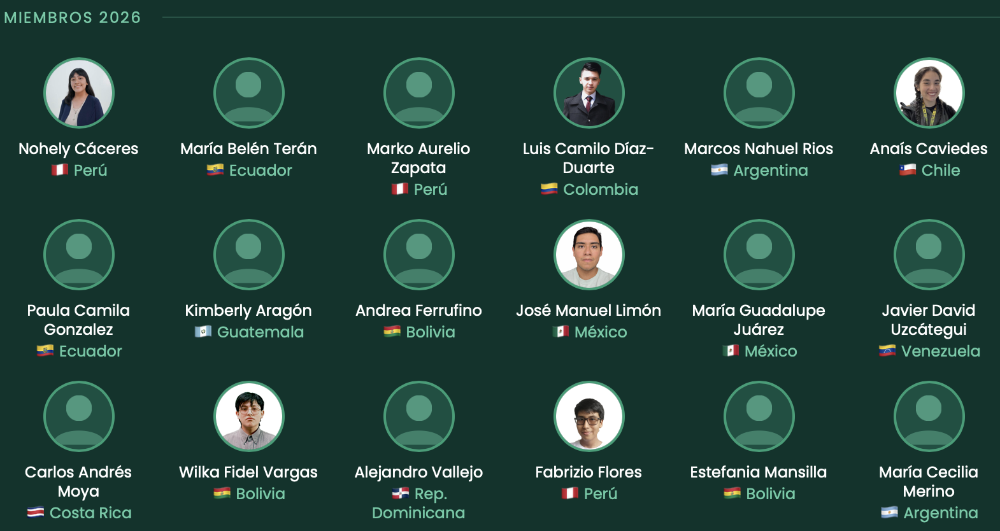 MIEMBROS 2026
Nohely Cáceres
Perú
María Belén Terán
Ecuador
Marko Aurelio
Zapata
Perú
Luis Camilo Díaz-
Duarte
Colombia
Marcos Nahuel Rios
Argentina
Anaís Caviedes
Chile
Paula Camila
Gonzalez
Ecuador
Kimberly Aragón
Guatemala
Andrea Ferrufino
Bolivia
José Manuel Limón
México
María Guadalupe
Juárez
México
Javier David
Uzcátegui
Venezuela
Carlos Andrés
Moya
Costa Rica
Wilka Fidel Vargas
Bolivia
Alejandro Vallejo
Rep.
Dominicana
Fabrizio Flores
Perú
Estefania Mansilla
Bolivia
María Cecilia
Merino
Argentina